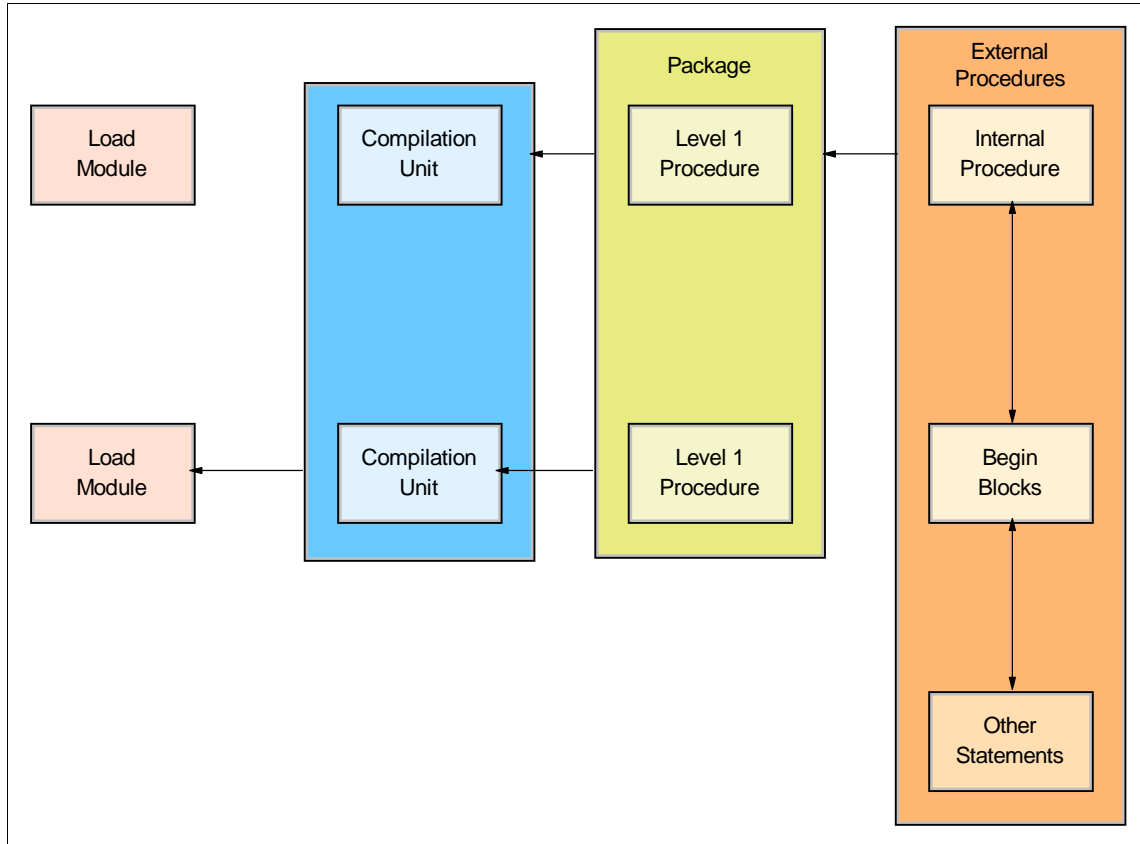 Package
External
Procedures
Load
Module
Compilation
Unit
Level 1
Procedure
Internal
Procedure
Load
Module
Compilation
Unit
Level 1
Procedure
Begin
Blocks
Other
Statements